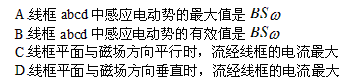 A 线框 abcd 中感应电动势的最大值是 BSω
B 线框 abcd 中感应电动势的有效值是 BSω
C 线框平面与磁场方向平行时，流经线框的电流最大
D 线框平面与磁场方向垂直时，流经线框的电流最大